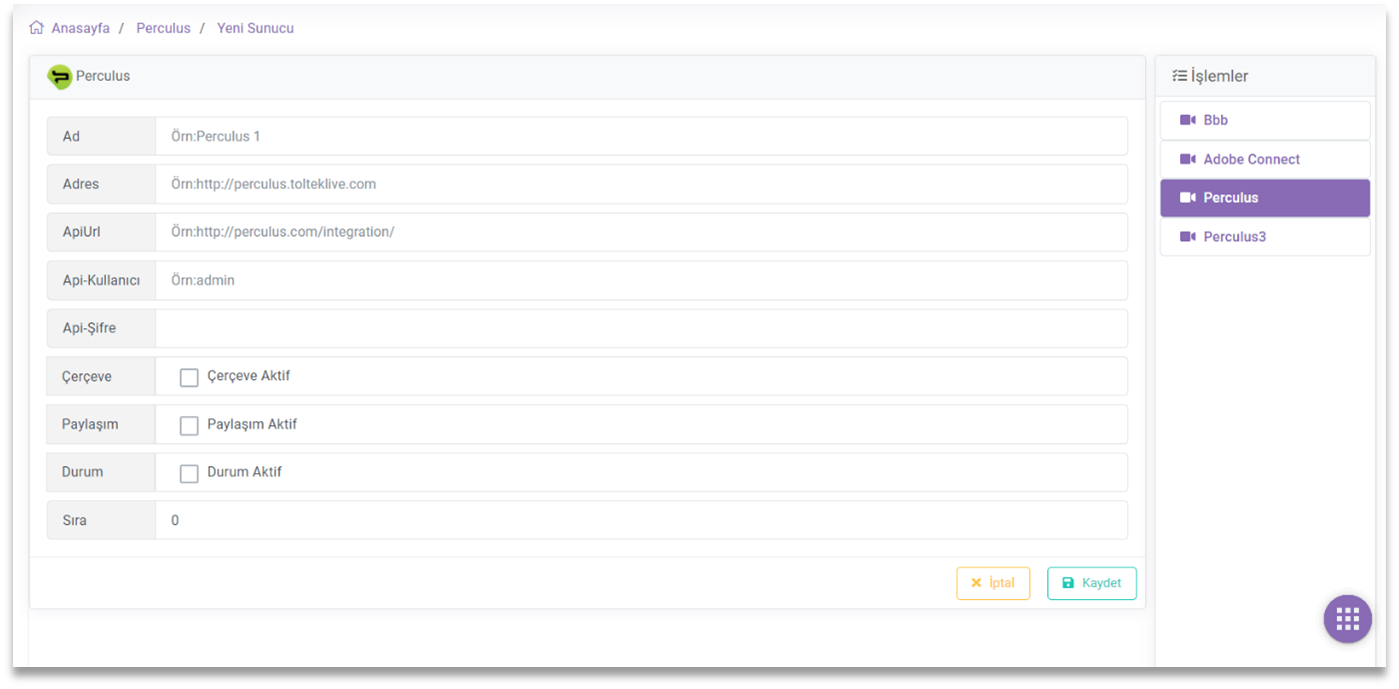 Anasayfa / Perculus / Yeni Sunucu
Perculus
Ad Örn:Perculus 1
Adres Örn:http://perculus.tolteklive.com
ApiUrl Örn:http://perculus.com/integration/
Api-Kullanıcı Örn:admin
Api-Şifre
Çerçeve Çerçeve Aktif
Paylaşım Paylaşım Aktif
Durum Durum Aktif
Sıra 0
İptal Kaydet
İşlemler
Bbb
Adobe Connect
Perculus
Perculus3